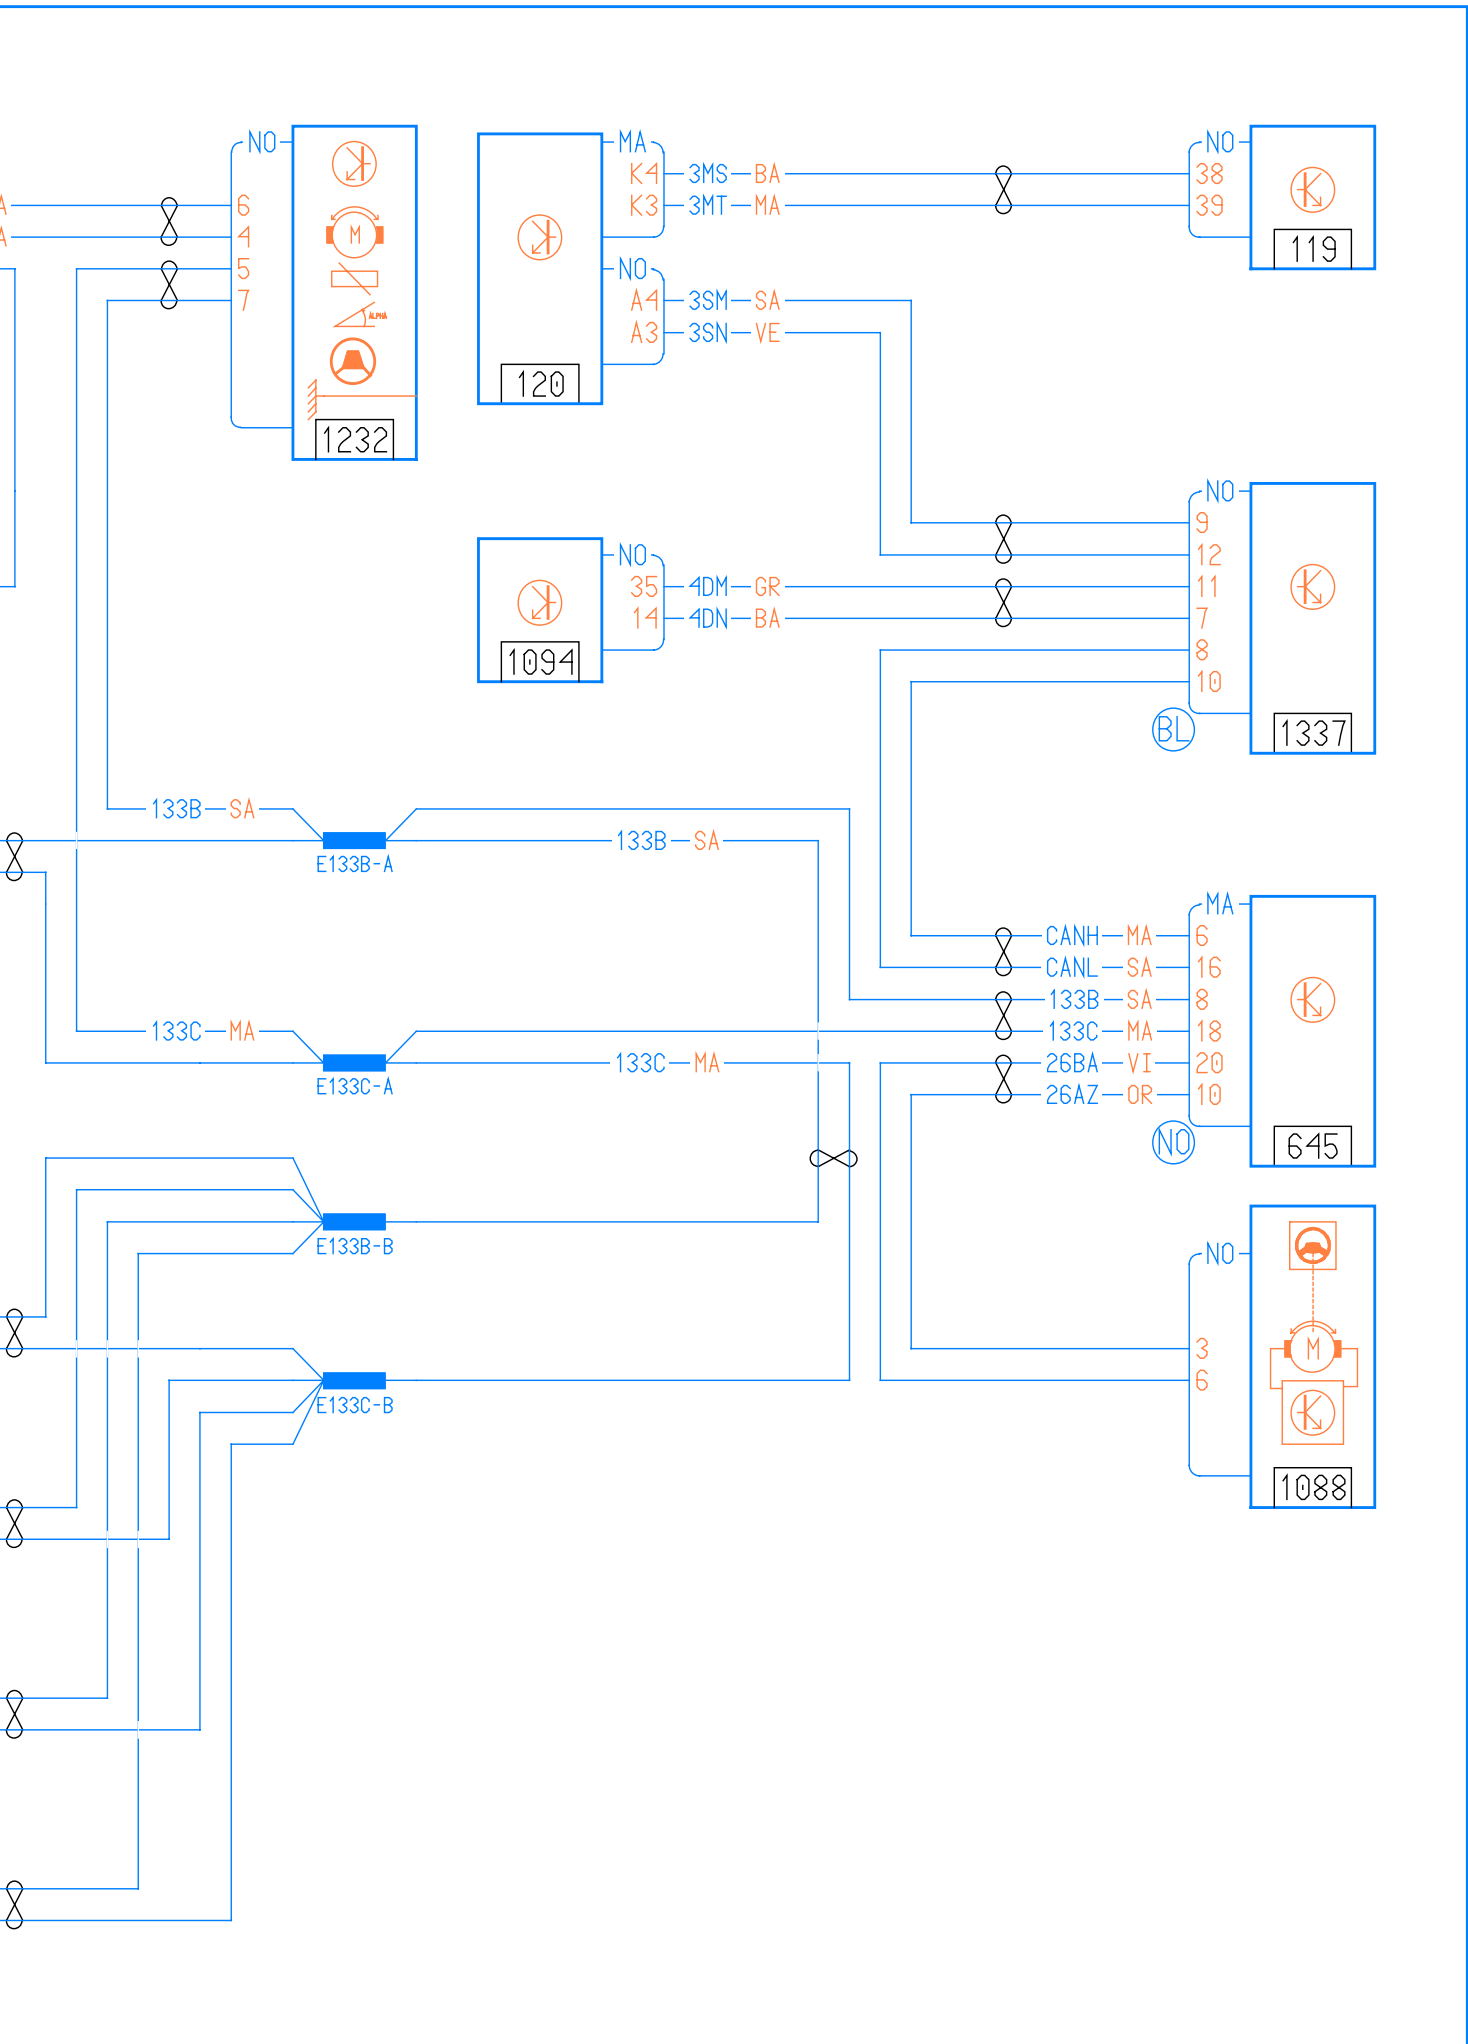 NO
6
4
5
7
M
ALPHA
1232
MA
K4 3MS BA
K3 3MT MA
NO
A4 3SM SA
A3 3SN VE
120
NO
38
39
119
NO
35 4DM GR
14 4DN BA
1094
NO
9
12
11
7
8
10
BL
1337
133B SA
E133B-A
133B SA
133C MA
E133C-A
133C MA
MA
CANH MA 6
CANL SA 16
133B SA 8
133C MA 18
26BA VI 20
26AZ OR 10
NO
645
E133B-B
E133C-B
NO
3
6
M
1088